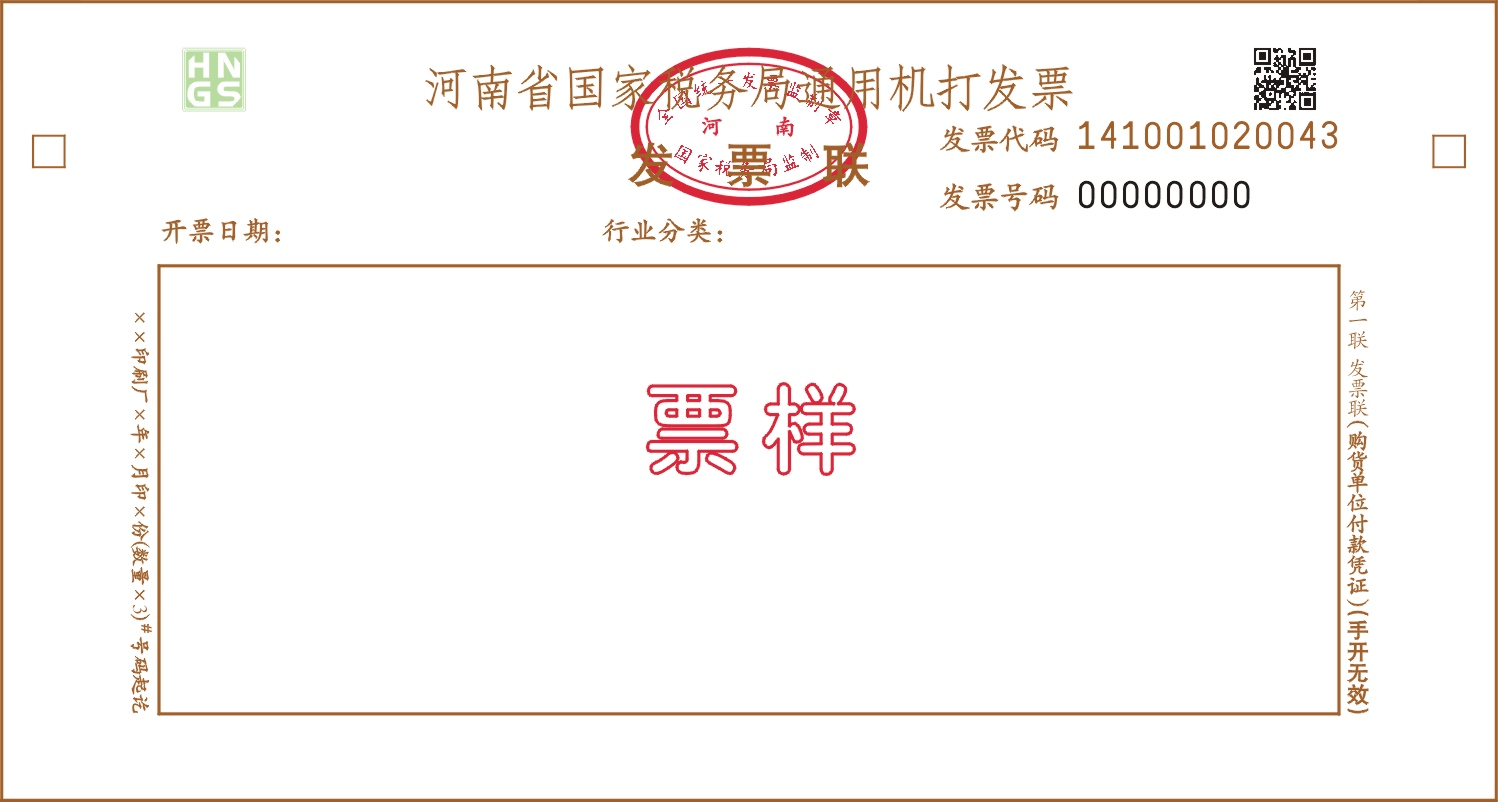 HN
GS
河南省国家税务局通用机打发票
全国统一发票监制章
河 南
国家税务局监制
发 票 联
发票代码 141001020043
发票号码 00000000
开票日期：
行业分类：
票样
××印刷厂×年×月印×份(数量×3)#号码起讫
第一联 发票联(购货单位付款凭证)(手开无效)